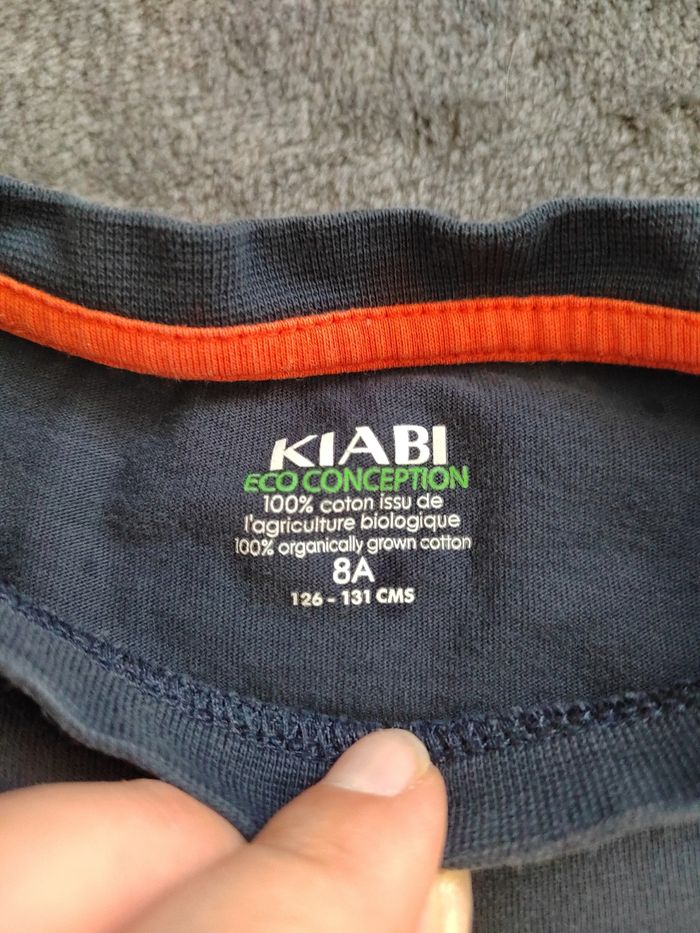 KIABI
ECO CONCEPTION
100% coton issu de
l'agriculture biologique
100% organically grown cotton
8A
126 - 131 CMS